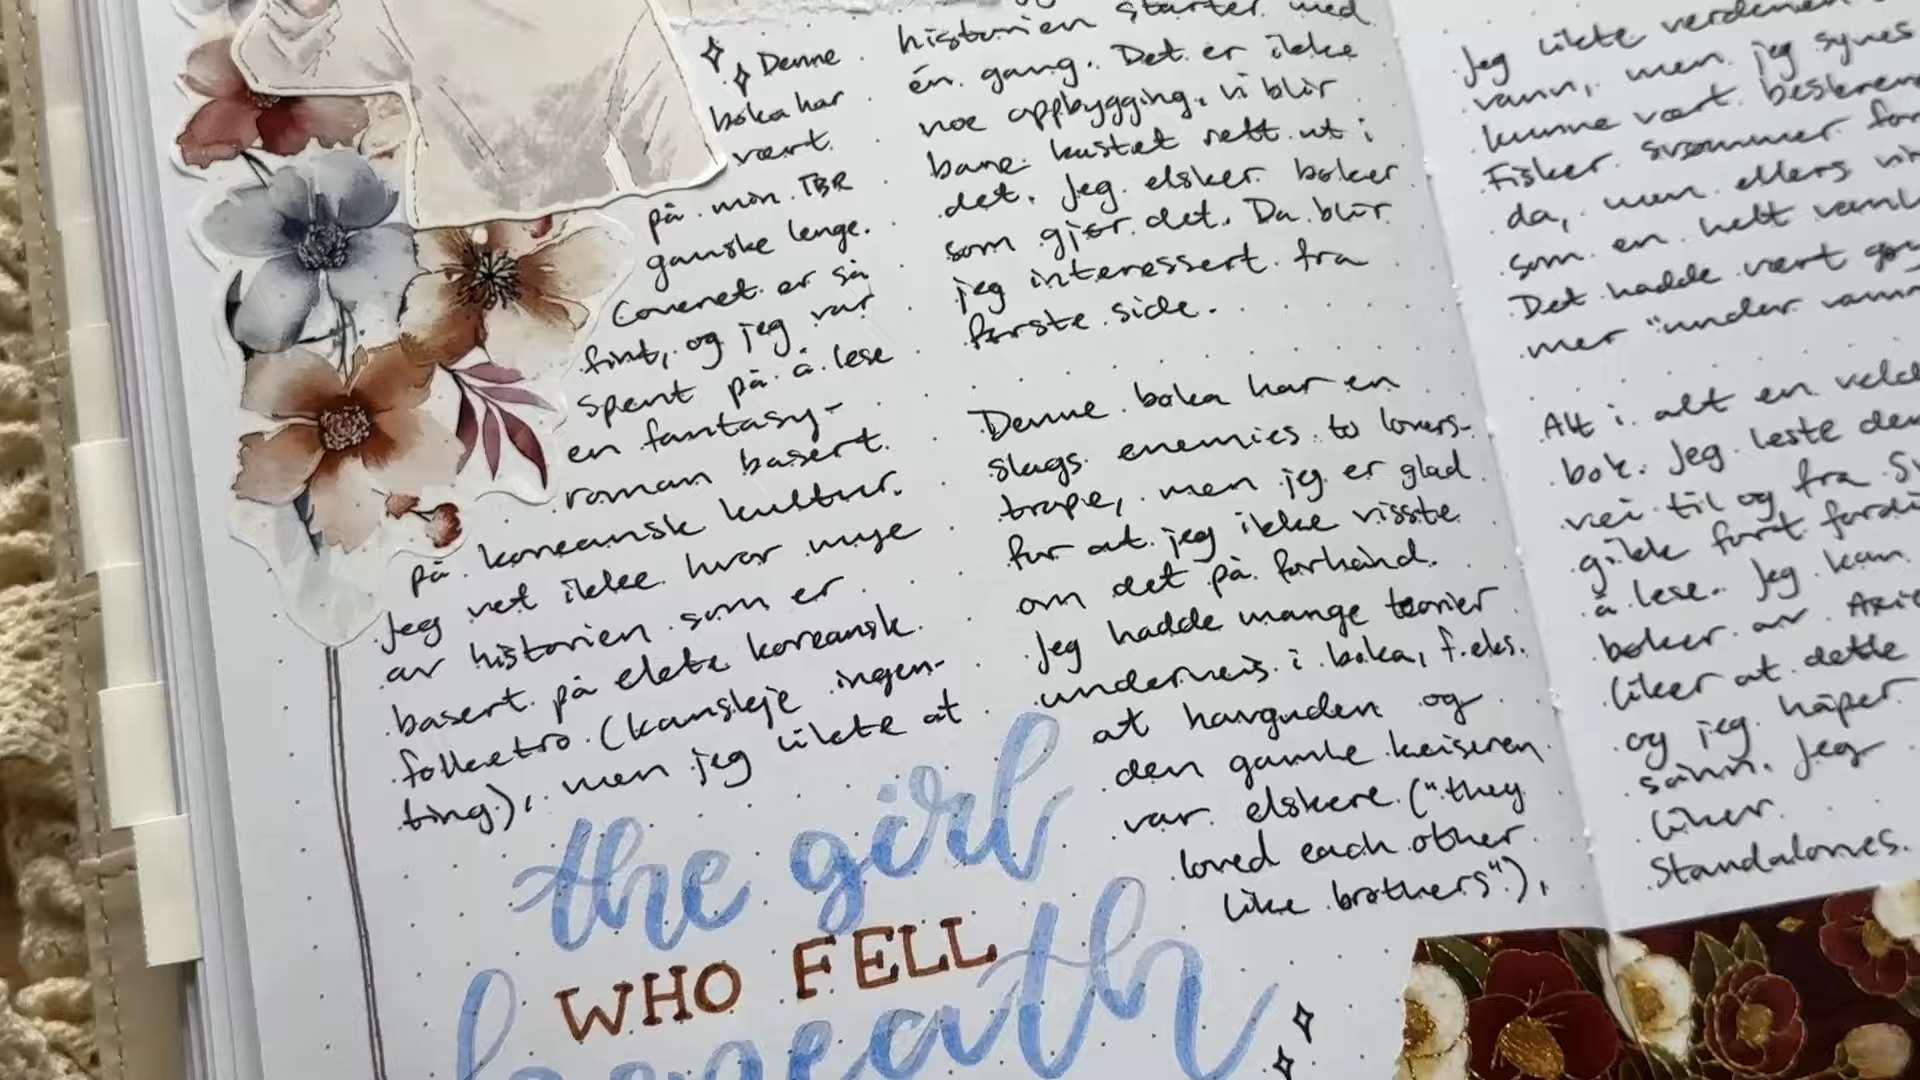 Denne
boka har
vært
på min TBR
ganske lenge.
Coveret er så
fint, og jeg var
spent på å lese
en fantasy-
roman basert
på koreansk kultur.
Jeg vet ikke hvor mye
av historien som er
basert på ekte koreansk
folketro (kanskje ingen-
ting), men jeg likte at
the girl
WHO FELL
beneath
historien starter med
én gang. Det er ikke
noe oppbygging, vi blir
bare kastet rett ut i
det. Jeg elsker bøker
som gjør det. Da blir
jeg interessert fra
første side.
Denne boka har en
slags enemies to lovers-
trope, men jeg er glad
for at jeg ikke visste
om det på forhånd.
Jeg hadde mange teorier
underveis i boka, f.eks.
at havguden og
den gamle keiseren
var elskere ("they
loved each other
like brothers"),
Jeg likte verdenen
vann, men jeg synes
kunne vært
Fisker svømmer
da, men ellers
som en helt
Det hadde vært
mer "under
Alt i alt en
bok. Jeg leste
vei til og fra
gikk fort
å lese. Jeg kan
bøker av
liker at dette
og jeg håper
sånn. Jeg
liker
standalones.